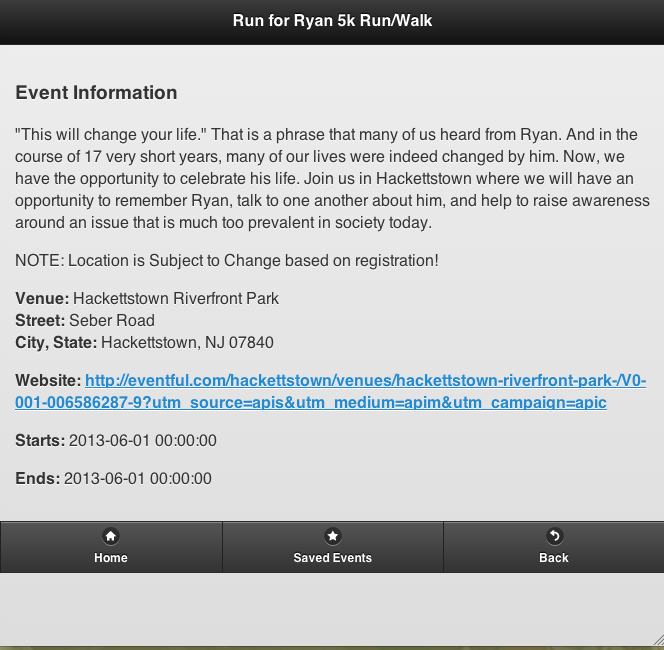 Run for Ryan 5k Run/Walk
Event Information
"This will change your life." That is a phrase that many of us heard from Ryan. And in the
course of 17 very short years, many of our lives were indeed changed by him. Now, we
have the opportunity to celebrate his life. Join us in Hackettstown where we will have an
opportunity to remember Ryan, talk to one another about him, and help to raise awareness
around an issue that is much too prevalent in society today.
NOTE: Location is Subject to Change based on registration!
Venue: Hackettstown Riverfront Park
Street: Seber Road
City, State: Hackettstown, NJ 07840
Website: http://eventful.com/hackettstown/venues/hackettstown-riverfront-park-/V0-
001-006586287-9?utm_source=apis&utm_medium=apim&utm_campaign=apic
Starts: 2013-06-01 00:00:00
Ends: 2013-06-01 00:00:00
Home Saved Events Back